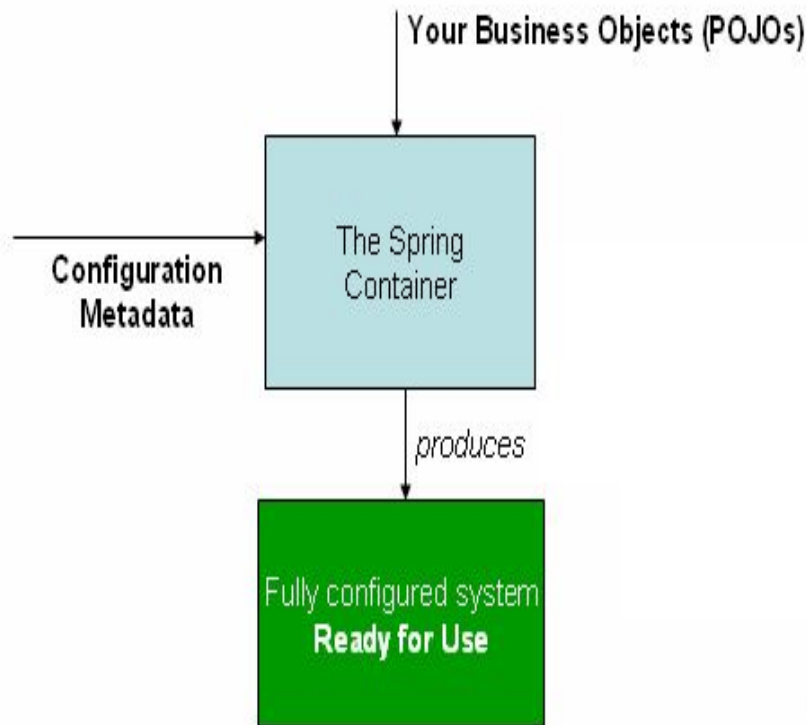 Your Business Objects (POJOs)
The Spring
Container
Configuration
Metadata
produces
Fully configured system
Ready for Use